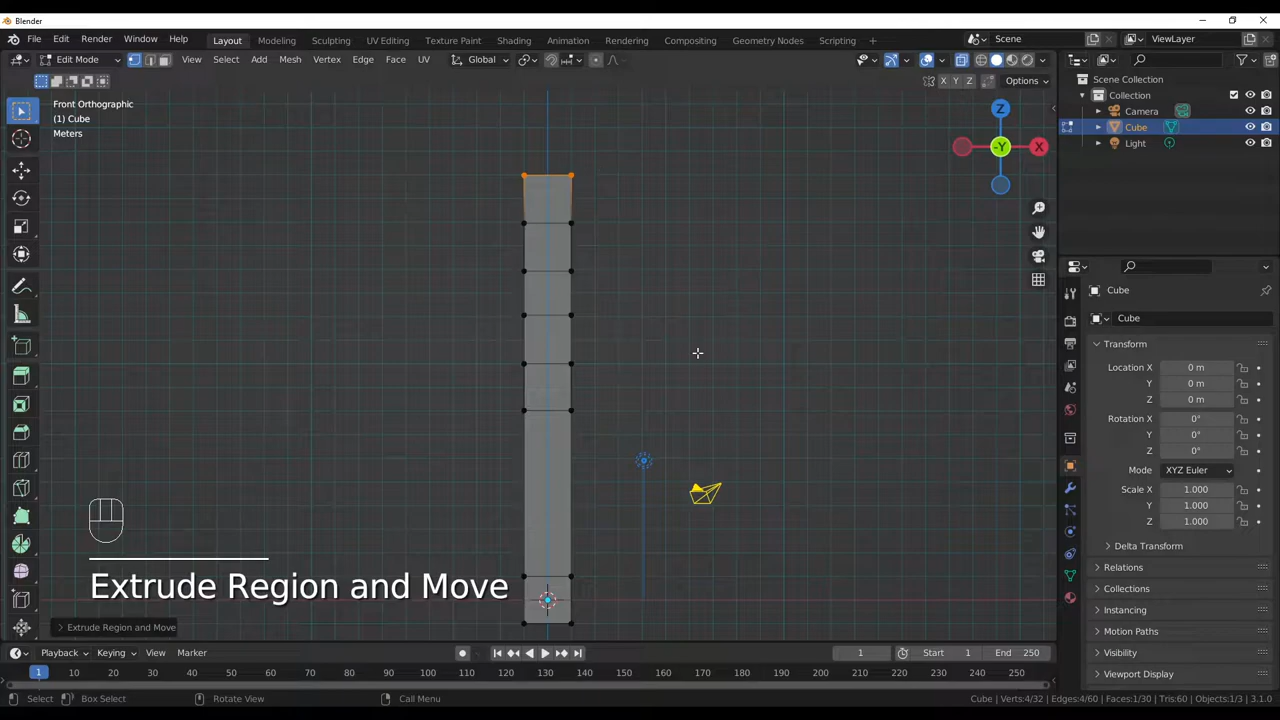 Blender
File Edit Render Window Help
Layout Modeling Sculpting UV Editing Texture Paint Shading Animation Rendering Compositing Geometry Nodes Scripting +
Scene
ViewLayer
Edit Mode View Select Add Mesh Vertex Edge Face UV Global
X Y Z Options
Front Orthographic
(1) Cube
Meters
Z
-Y
X
Scene Collection
Collection
Camera
Cube
Light
Cube
Cube
Transform
Location X 0 m
Y 0 m
Z 0 m
Rotation X 0°
Y 0°
Z 0°
Mode XYZ Euler
Scale X 1.000
Y 1.000
Z 1.000
Delta Transform
Relations
Collections
Instancing
Motion Paths
Visibility
Viewport Display
Extrude Region and Move
Extrude Region and Move
Playback Keying View Marker
1 Start 1 End 250
1 10 20 30 40 50 60 70 80 90 100 110 120 130 140 150 160 170 180 190 200 210 220 230 240 250
Select Box Select Rotate View Call Menu
Cube | Verts:4/32 | Edges:4/60 | Faces:1/30 | Tris:60 | Objects:1/3 | 3.1.0